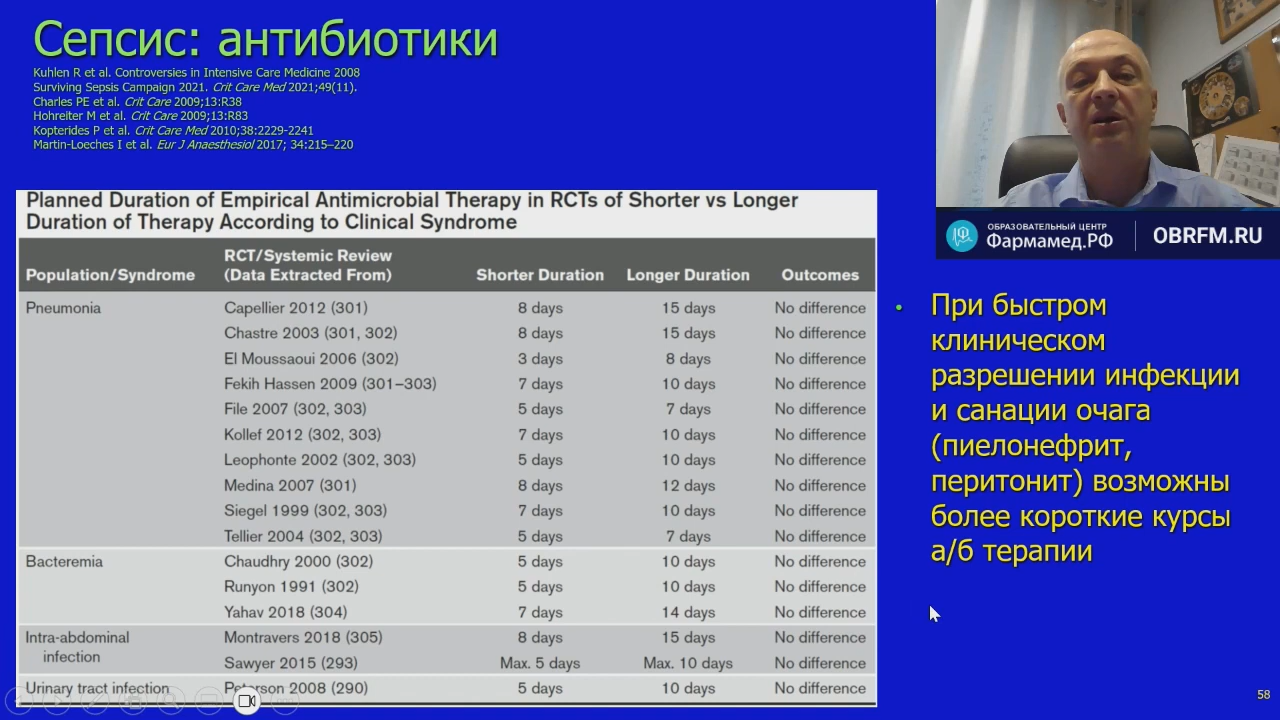 Сепсис: антибиотики
Kuhlen R et al. Controversies in Intensive Care Medicine 2008
Surviving Sepsis Campaign 2021. Crit Care Med 2021;49(11).
Charles PE et al. Crit Care 2009;13:R38
Hohreiter M et al. Crit Care 2009;13:R83
Kopterides P et al. Crit Care Med 2010;38:2229-2241
Martin-Loeches I et al. Eur J Anaesthesiol 2017; 34:215–220
ОБРАЗОВАТЕЛЬНЫЙ ЦЕНТР
Фармамед.РФ
OBRFM.RU
Planned Duration of Empirical Antimicrobial Therapy in RCTs of Shorter vs Longer
Duration of Therapy According to Clinical Syndrome
Population/Syndrome RCT/Systemic Review (Data Extracted From) Shorter Duration Longer Duration Outcomes
Pneumonia Capellier 2012 (301) 8 days 15 days No difference
Chastre 2003 (301, 302) 8 days 15 days No difference
El Moussaoui 2006 (302) 3 days 8 days No difference
Fekih Hassen 2009 (301–303) 7 days 10 days No difference
File 2007 (302, 303) 5 days 7 days No difference
Kollef 2012 (302, 303) 7 days 10 days No difference
Leophonte 2002 (302, 303) 5 days 10 days No difference
Medina 2007 (301) 8 days 12 days No difference
Siegel 1999 (302, 303) 7 days 10 days No difference
Tellier 2004 (302, 303) 5 days 7 days No difference
Bacteremia Chaudhry 2000 (302) 5 days 10 days No difference
Runyon 1991 (302) 5 days 10 days No difference
Yahav 2018 (304) 7 days 14 days No difference
Intra-abdominal Montravers 2018 (305) 8 days 15 days No difference
infection Sawyer 2015 (293) Max. 5 days Max. 10 days No difference
Urinary tract infection Peterson 2008 (290) 5 days 10 days No difference
• При быстром
клиническом
разрешении инфекции
и санации очага
(пиелонефрит,
перитонит) возможны
более короткие курсы
а/б терапии
58